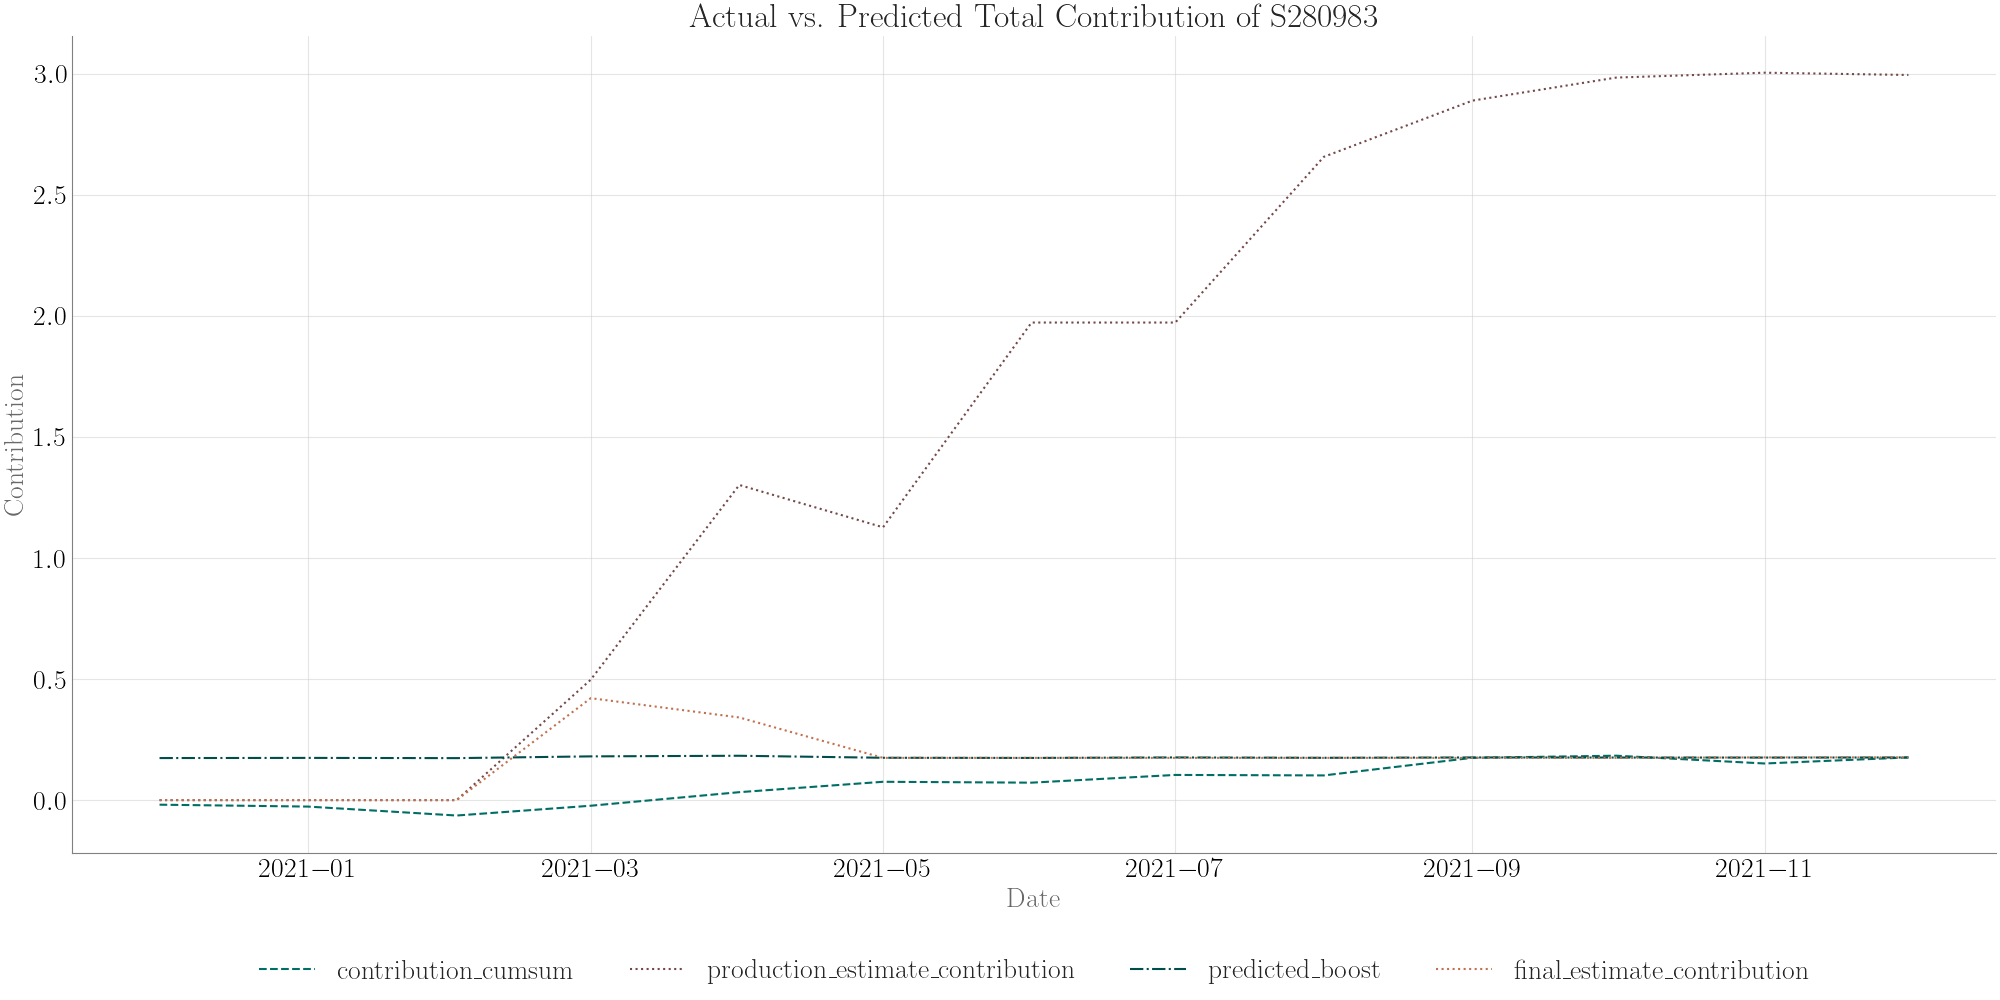 Actual vs. Predicted Total Contribution of S280983
3.0
2.5
2.0
1.5
1.0
0.5
0.0
Contribution
2021−01 2021−03 2021−05 2021−07 2021−09 2021−11
Date
contribution_cumsum production_estimate_contribution predicted_boost final_estimate_contribution